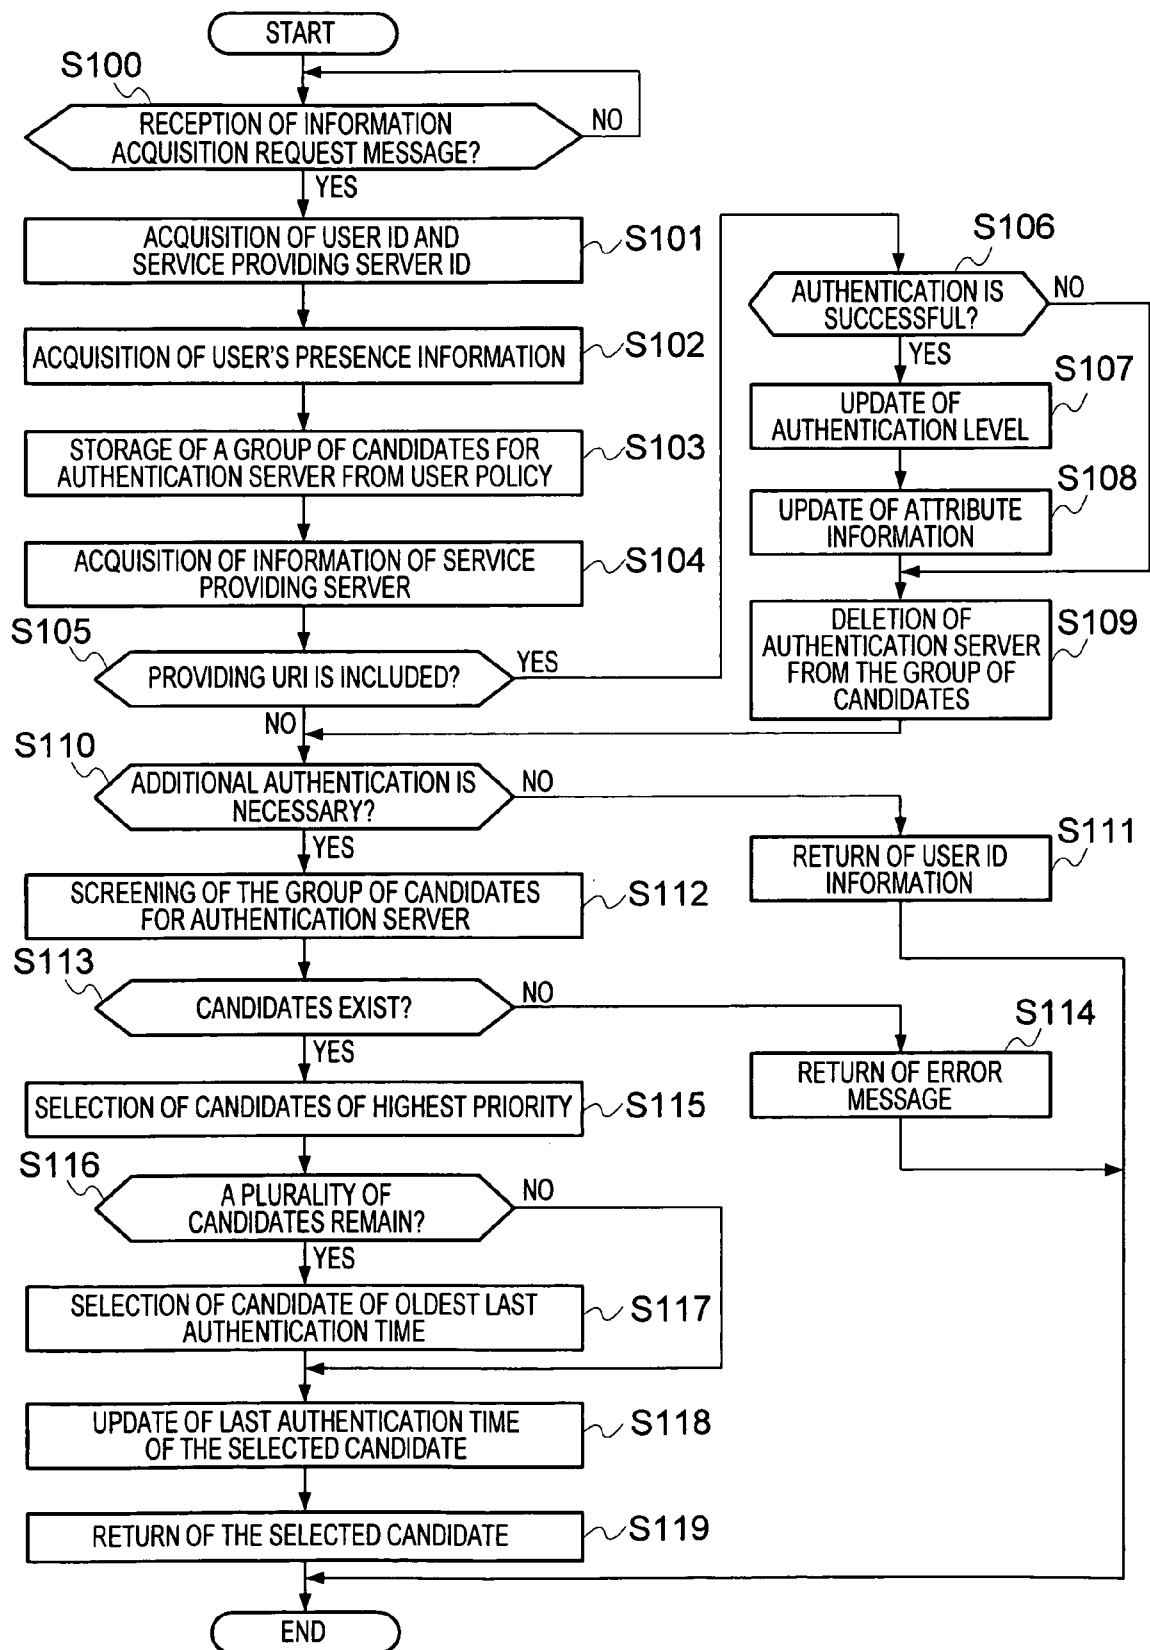 START
S100
RECEPTION OF INFORMATION
ACQUISITION REQUEST MESSAGE?
NO
YES
ACQUISITION OF USER ID AND
SERVICE PROVIDING SERVER ID
S101
ACQUISITION OF USER'S PRESENCE INFORMATION
S102
STORAGE OF A GROUP OF CANDIDATES FOR
AUTHENTICATION SERVER FROM USER POLICY
S103
ACQUISITION OF INFORMATION OF SERVICE
PROVIDING SERVER
S104
S105
PROVIDING URI IS INCLUDED?
YES
NO
S106
AUTHENTICATION IS
SUCCESSFUL?
NO
YES
S107
UPDATE OF
AUTHENTICATION LEVEL
S108
UPDATE OF ATTRIBUTE
INFORMATION
S109
DELETION OF
AUTHENTICATION SERVER
FROM THE GROUP OF
CANDIDATES
S110
ADDITIONAL AUTHENTICATION IS
NECESSARY?
NO
YES
S111
RETURN OF USER ID
INFORMATION
SCREENING OF THE GROUP OF CANDIDATES
FOR AUTHENTICATION SERVER
S112
S113
CANDIDATES EXIST?
NO
YES
S114
RETURN OF ERROR
MESSAGE
SELECTION OF CANDIDATES OF HIGHEST PRIORITY
S115
S116
A PLURALITY OF
CANDIDATES REMAIN?
NO
YES
SELECTION OF CANDIDATE OF OLDEST LAST
AUTHENTICATION TIME
S117
UPDATE OF LAST AUTHENTICATION TIME
OF THE SELECTED CANDIDATE
S118
RETURN OF THE SELECTED CANDIDATE
S119
END